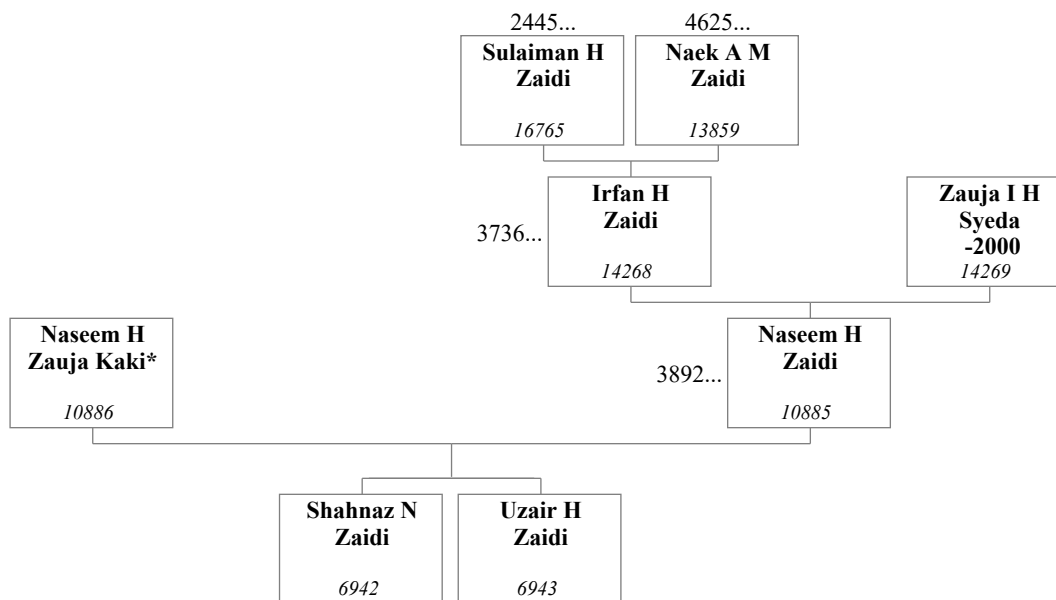 2445...
4625...
Sulaiman H
Zaidi
16765
Naek A M
Zaidi
13859
3736...
Irfan H
Zaidi
14268
Zauja I H
Syeda
-2000
14269
Naseem H
Zauja Kaki*
10886
3892...
Naseem H
Zaidi
10885
Shahnaz N
Zaidi
6942
Uzair H
Zaidi
6943